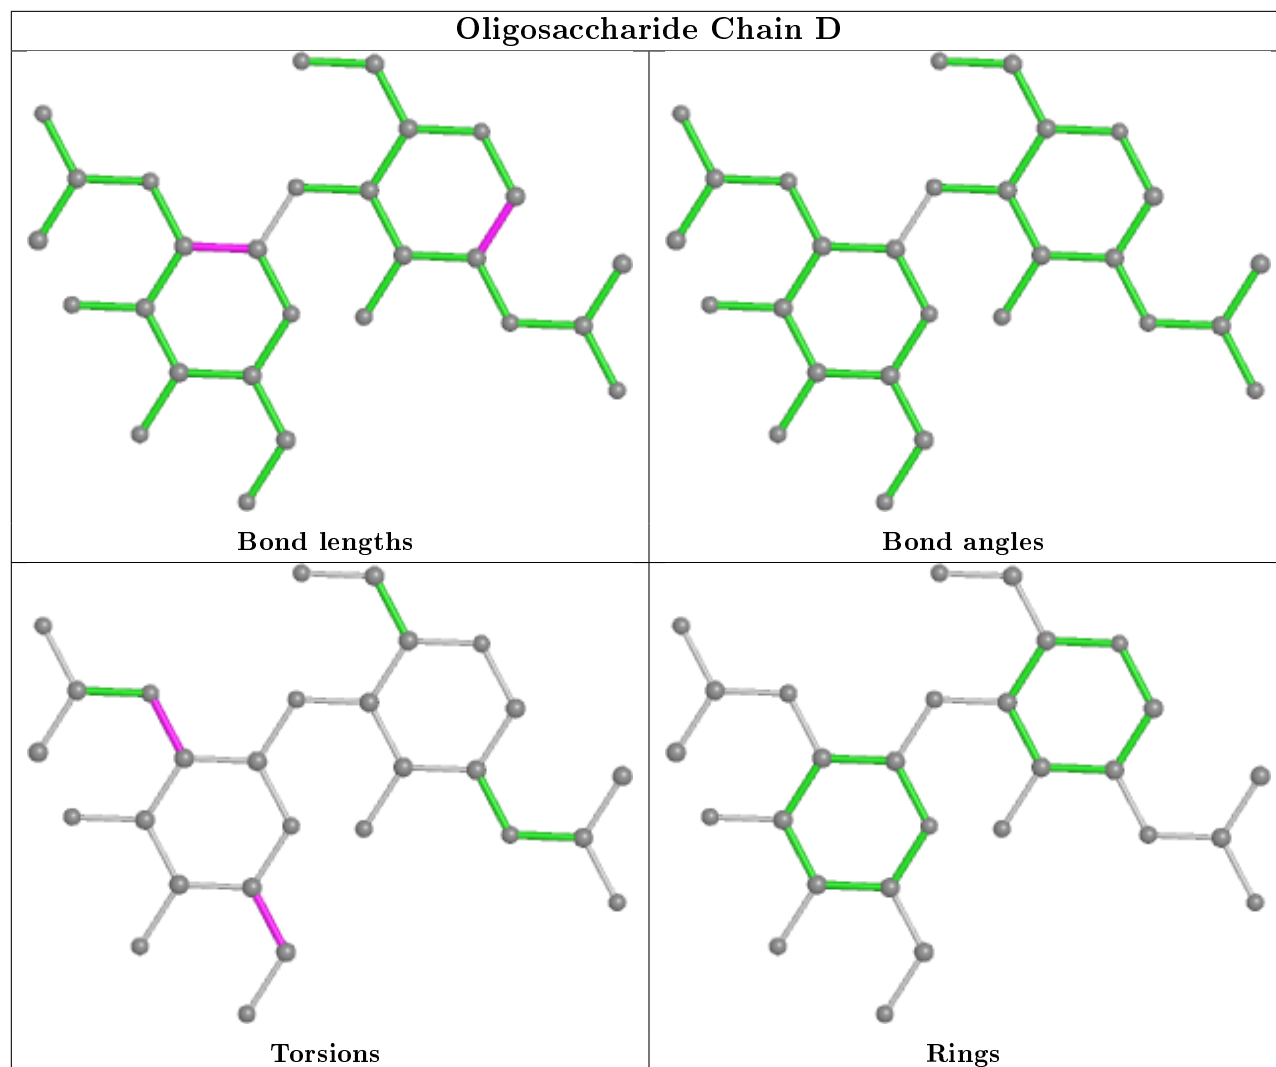 Oligosaccharide Chain D
Bond lengths
Bond angles
Torsions
Rings